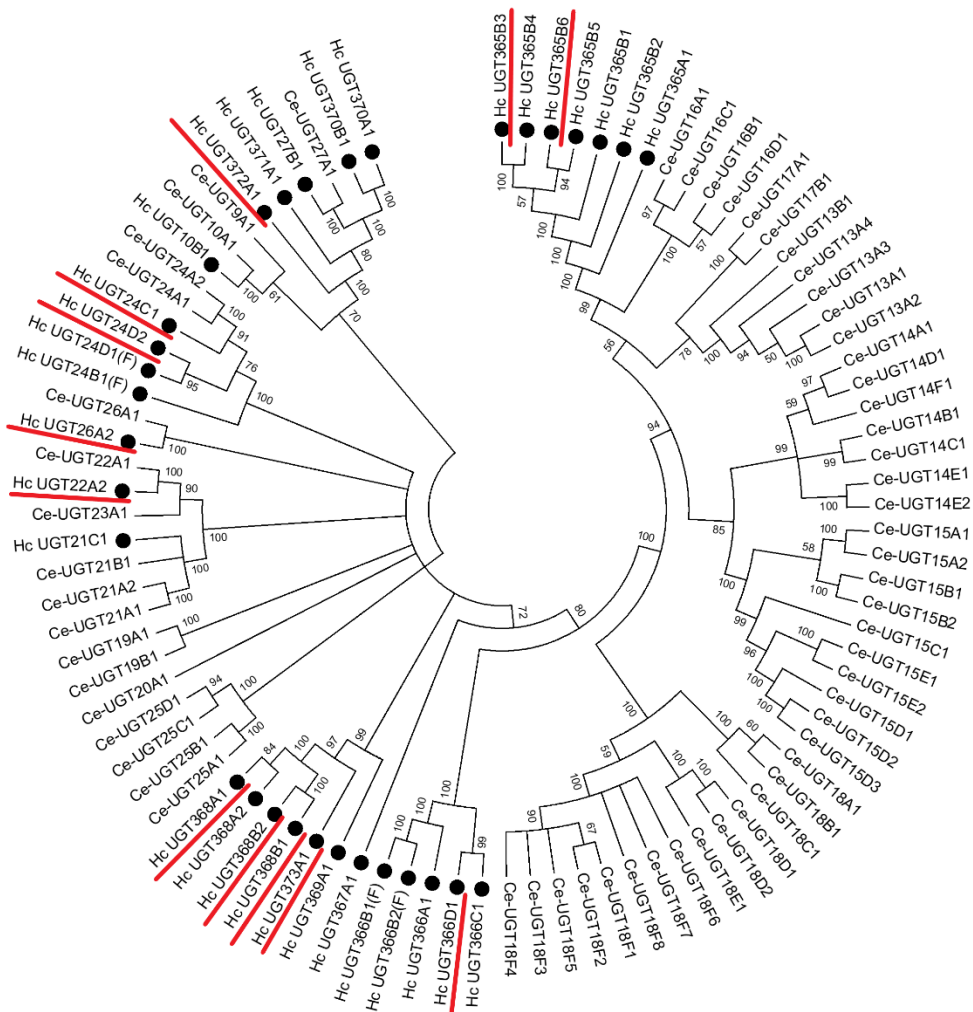 Hc UGT365B3
Hc UGT365B4
Hc UGT365B6
Hc UGT365B5
Hc UGT365B1
Hc UGT365B2
Hc UGT365A1
Ce-UGT16A1
Ce-UGT16C1
Ce-UGT16B1
Ce-UGT16D1
Ce-UGT17A1
Ce-UGT17B1
Ce-UGT13B1
Ce-UGT13A4
Ce-UGT13A3
Ce-UGT13A1
Ce-UGT13A2
Ce-UGT14A1
Ce-UGT14D1
Ce-UGT14F1
Ce-UGT14B1
Ce-UGT14C1
Ce-UGT14E1
Ce-UGT14E2
Ce-UGT15A1
Ce-UGT15A2
Ce-UGT15B1
Ce-UGT15B2
Ce-UGT15C1
Ce-UGT15E1
Ce-UGT15E2
Ce-UGT15D1
Ce-UGT15D2
Ce-UGT15D3
Ce-UGT18A1
Ce-UGT18B1
Ce-UGT18C1
Ce-UGT18D1
Ce-UGT18D2
Ce-UGT18E1
Ce-UGT18F6
Ce-UGT18F7
Ce-UGT18F8
Ce-UGT18F1
Ce-UGT18F2
Ce-UGT18F5
Ce-UGT18F3
Ce-UGT18F4
Hc UGT366C1
Hc UGT366D1
Hc UGT366A1
Hc UGT366B2(F)
Hc UGT366B1(F)
Hc UGT367A1
Hc UGT369A1
Hc UGT373A1
Hc UGT368B1
Hc UGT368B2
Hc UGT368A2
Hc UGT368A1
Ce-UGT25A1
Ce-UGT25B1
Ce-UGT25C1
Ce-UGT25D1
Ce-UGT20A1
Ce-UGT19B1
Ce-UGT19A1
Ce-UGT21A1
Ce-UGT21A2
Ce-UGT21B1
Hc UGT21C1
Ce-UGT23A1
Hc UGT22A2
Ce-UGT22A1
Hc UGT26A2
Ce-UGT26A1
Hc UGT24B1(F)
Hc UGT24D1(F)
Hc UGT24D2
Hc UGT24C1
Ce-UGT24A1
Ce-UGT24A2
Hc UGT10B1
Ce-UGT10A1
Ce-UGT9A1
Hc UGT372A1
Hc UGT371A1
Hc UGT27B1
Ce-UGT27A1
Hc UGT370B1
Hc UGT370A1
100
94
57
100
100
100
97
57
100
99
100
56
78
100
94
50
100
97
59
99
99
100
94
85
100
58
100
100
99
100
96
100
100
100
60
100
100
59
100
100
100
67
90
100
80
72
100
100
100
99
99
97
100
100
84
94
100
100
100
100
100
90
100
100
100
100
95
76
91
100
100
61
70
100
80
100
100
100